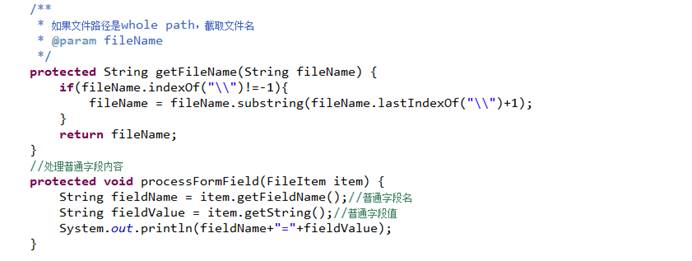 /**
 * 如果文件路径是whole path，截取文件名
 * @param fileName
 */
protected String getFileName(String fileName) {
    if(fileName.indexOf("\\")!=-1){
        fileName = fileName.substring(fileName.lastIndexOf("\\")+1);
    }
    return fileName;
}
//处理普通字段内容
protected void processFormField(FileItem item) {
    String fieldName = item.getFieldName();//普通字段名
    String fieldValue = item.getString();//普通字段值
    System.out.println(fieldName+"="+fieldValue);
}